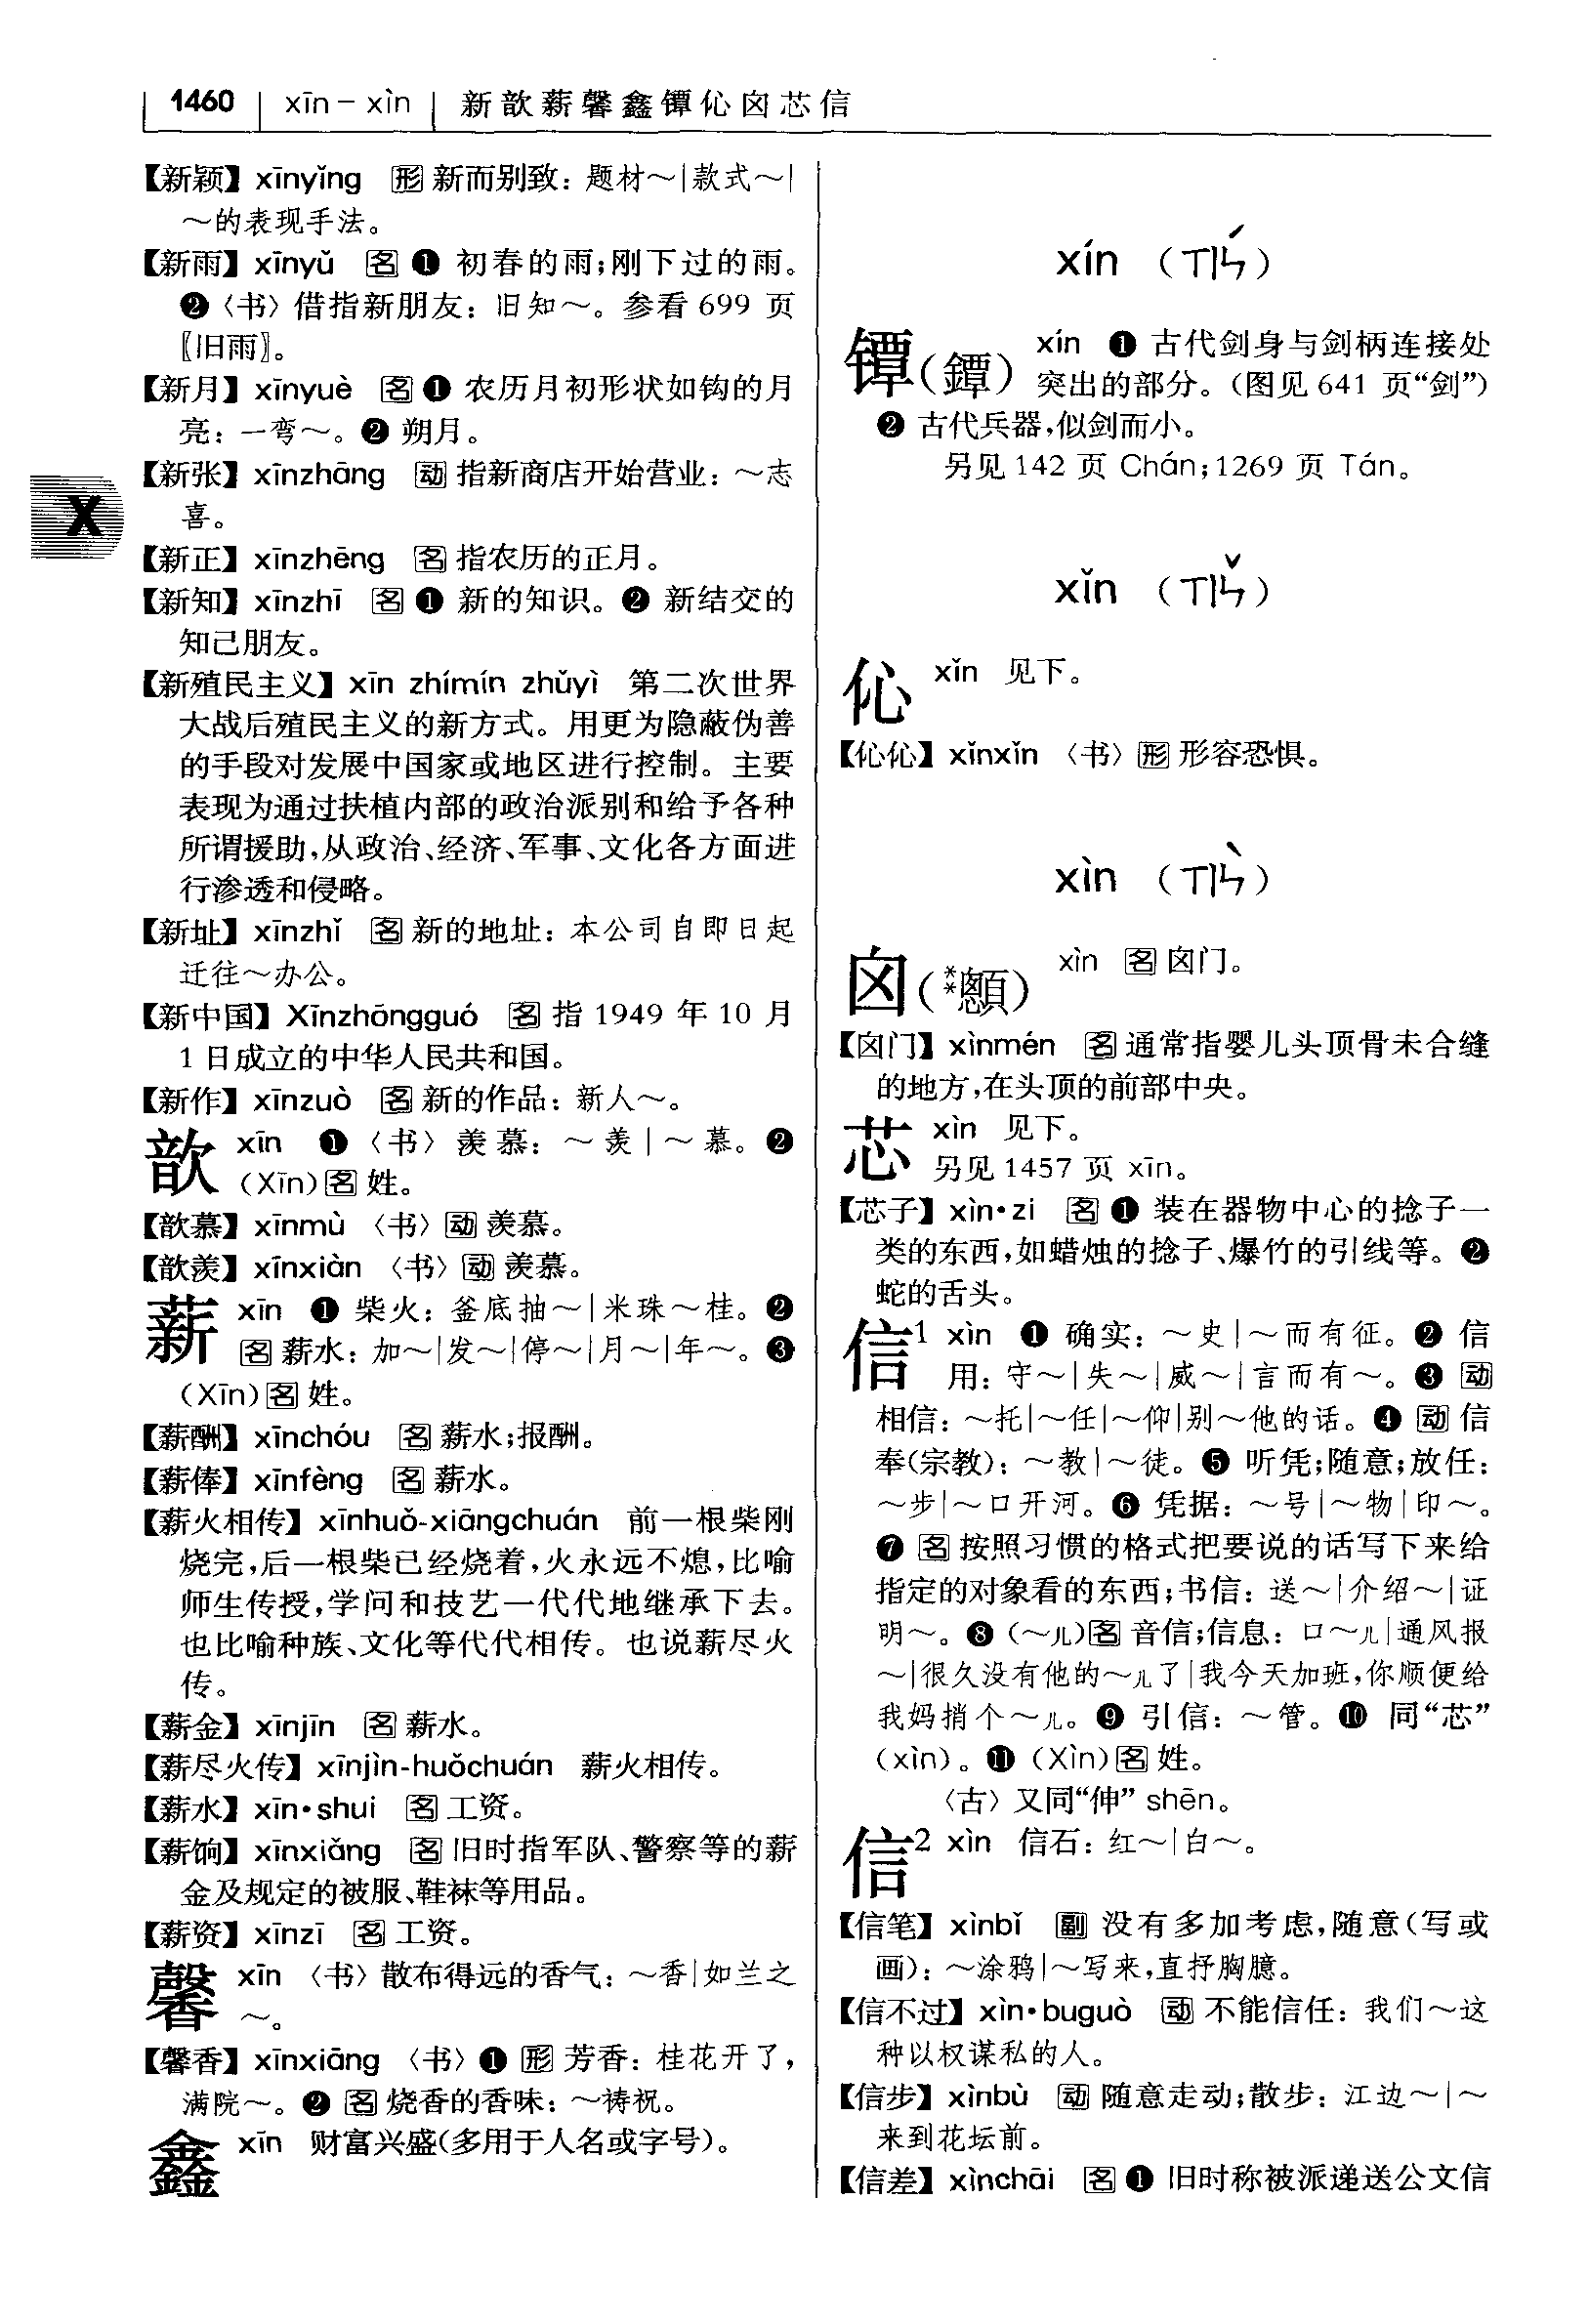 1460 xīn－xìn 新歆薪馨鑫镡伈囟芯信
【新颖】 xīnyǐng 形 新而别致：题材～|款式～|
～的表现手法。
【新雨】 xīnyǔ 名 ❶ 初春的雨；刚下过的雨。
❷〈书〉借指新朋友：旧知～。参看 699 页
〖旧雨〗。
【新月】 xīnyuè 名 ❶ 农历月初形状如钩的月
亮：一弯～。❷ 朔月。
【新张】 xīnzhāng 动 指新商店开始营业：～志
喜。
【新正】 xīnzhēng 名 指农历的正月。
【新知】 xīnzhī 名 ❶ 新的知识。❷ 新结交的
知己朋友。
【新殖民主义】 xīn zhímín zhǔyì 第二次世界
大战后殖民主义的新方式。用更为隐蔽伪善
的手段对发展中国家或地区进行控制。主要
表现为通过扶植内部的政治派别和给予各种
所谓援助，从政治、经济、军事、文化各方面进
行渗透和侵略。
【新址】 xīnzhǐ 名 新的地址：本公司自即日起
迁往～办公。
【新中国】 Xīnzhōngguó 名 指 1949 年 10 月
1 日成立的中华人民共和国。
【新作】 xīnzuò 名 新的作品：新人～。
歆 xīn ❶〈书〉羡慕：～羡|～慕。❷
（Xīn）名 姓。
【歆慕】 xīnmù 〈书〉动 羡慕。
【歆羡】 xīnxiàn 〈书〉动 羡慕。
薪 xīn ❶ 柴火：釜底抽～|米珠～桂。❷
名 薪水：加～|发～|停～|月～|年～。❸
（Xīn）名 姓。
【薪酬】 xīnchóu 名 薪水；报酬。
【薪俸】 xīnfèng 名 薪水。
【薪火相传】 xīnhuǒ-xiāngchuán 前一根柴刚
烧完，后一根柴已经烧着，火永远不熄，比喻
师生传授，学问和技艺一代代地继承下去。
也比喻种族、文化等代代相传。也说薪尽火
传。
【薪金】 xīnjīn 名 薪水。
【薪尽火传】 xīnjìn-huǒchuán 薪火相传。
【薪水】 xīn·shui 名 工资。
【薪饷】 xīnxiǎng 名 旧时指军队、警察等的薪
金及规定的被服、鞋袜等用品。
【薪资】 xīnzī 名 工资。
馨 xīn 〈书〉散布得远的香气：～香|如兰之
～。
【馨香】 xīnxiāng 〈书〉❶ 形 芳香：桂花开了，
满院～。❷ 名 烧香的香味：～祷祝。
鑫 xīn 财富兴盛（多用于人名或字号）。
X
xín （ㄒㄧㄣˊ）
镡（鐔） xín ❶ 古代剑身与剑柄连接处
突出的部分。（图见 641 页“剑”）
❷ 古代兵器，似剑而小。
另见 142 页 Chán；1269 页 Tán。
xǐn （ㄒㄧㄣˇ）
伈 xǐn 见下。
【伈伈】 xǐnxǐn 〈书〉形 形容恐惧。
xìn （ㄒㄧㄣˋ）
囟（**顖） xìn 名 囟门。
【囟门】 xìnmén 名 通常指婴儿头顶骨未合缝
的地方，在头顶的前部中央。
芯 xìn 见下。
另见 1457 页 xīn。
【芯子】 xìn·zi 名 ❶ 装在器物中心的捻子一
类的东西，如蜡烛的捻子、爆竹的引线等。❷
蛇的舌头。
信1 xìn ❶ 确实：～史|～而有征。❷ 信
用：守～|失～|威～|言而有～。❸ 动
相信：～托|～任|～仰|别～他的话。❹ 动 信
奉（宗教）：～教|～徒。❺ 听凭；随意；放任：
～步|～口开河。❻ 凭据：～号|～物|印～。
❼ 名 按照习惯的格式把要说的话写下来给
指定的对象看的东西；书信：送～|介绍～|证
明～。❽（～儿）名 音信；信息：口～儿|通风报
～|很久没有他的～儿了|我今天加班，你顺便给
我妈捎个～儿。❾ 引信：～管。❿ 同“芯”
（xìn）。⓫（Xìn）名 姓。
〈古〉又同“伸” shēn。
信2 xìn 信石：红～|白～。
【信笔】 xìnbǐ 副 没有多加考虑，随意（写或
画）：～涂鸦|～写来，直抒胸臆。
【信不过】 xìn·buguò 动 不能信任：我们～这
种以权谋私的人。
【信步】 xìnbù 动 随意走动；散步：江边～|～
来到花坛前。
【信差】 xìnchāi 名 ❶ 旧时称被派递送公文信